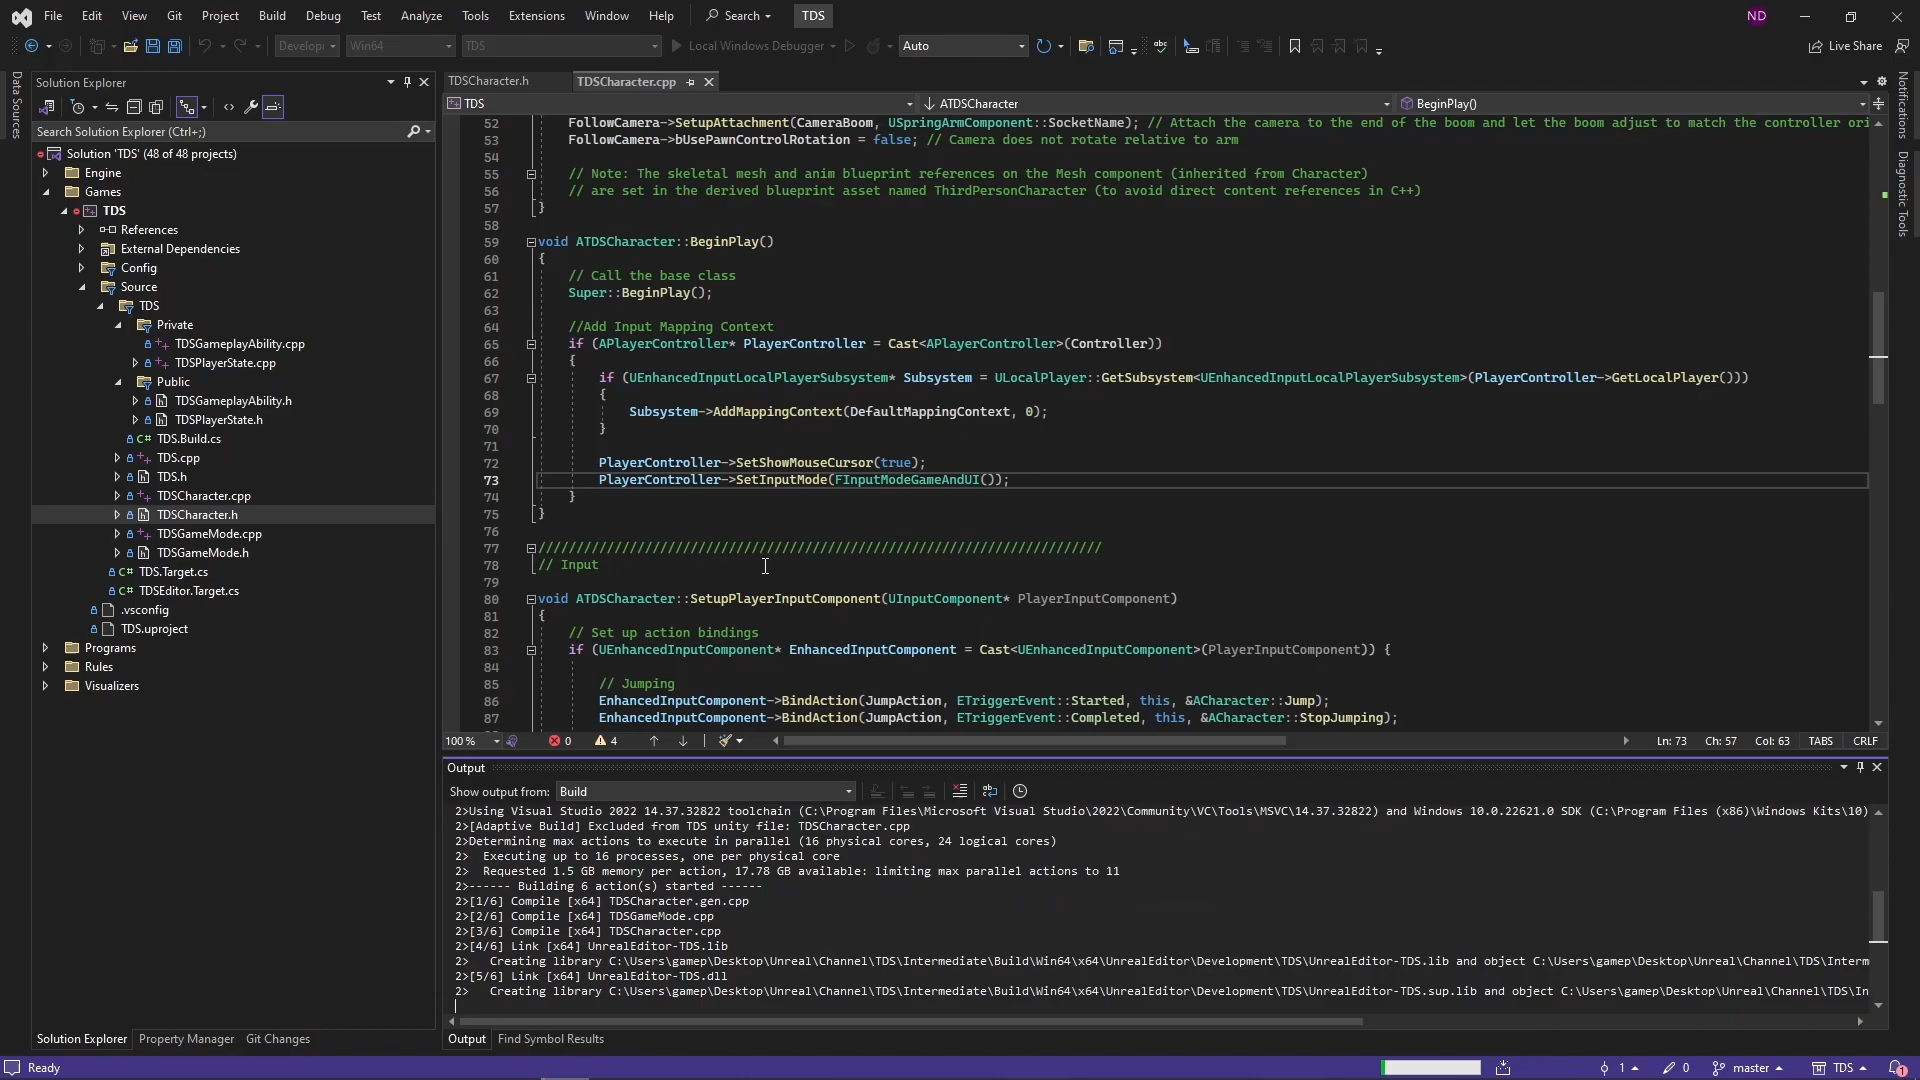 File Edit View Git Project Build Debug Test Analyze Tools Extensions Window Help Search TDS ND
Develop Win64 TDS Local Windows Debugger Auto Live Share
Data Sources
Solution Explorer
Search Solution Explorer (Ctrl+;)
Solution 'TDS' (48 of 48 projects)
Engine
Games
TDS
References
External Dependencies
Config
Source
TDS
Private
TDSGameplayAbility.cpp
TDSPlayerState.cpp
Public
TDSGameplayAbility.h
TDSPlayerState.h
C# TDS.Build.cs
TDS.cpp
TDS.h
TDSCharacter.cpp
TDSCharacter.h
TDSGameMode.cpp
TDSGameMode.h
C# TDS.Target.cs
C# TDSEditor.Target.cs
.vsconfig
TDS.uproject
Programs
Rules
Visualizers
Solution Explorer Property Manager Git Changes
TDSCharacter.h TDSCharacter.cpp
TDS ATDSCharacter BeginPlay()
52 FollowCamera->SetupAttachment(CameraBoom, USpringArmComponent::SocketName); // Attach the camera to the end of the boom and let the boom adjust to match the controller ori
53 FollowCamera->bUsePawnControlRotation = false; // Camera does not rotate relative to arm
54
55 // Note: The skeletal mesh and anim blueprint references on the Mesh component (inherited from Character)
56 // are set in the derived blueprint asset named ThirdPersonCharacter (to avoid direct content references in C++)
57 }
58
59 void ATDSCharacter::BeginPlay()
60 {
61 // Call the base class
62 Super::BeginPlay();
63
64 //Add Input Mapping Context
65 if (APlayerController* PlayerController = Cast<APlayerController>(Controller))
66 {
67 if (UEnhancedInputLocalPlayerSubsystem* Subsystem = ULocalPlayer::GetSubsystem<UEnhancedInputLocalPlayerSubsystem>(PlayerController->GetLocalPlayer()))
68 {
69 Subsystem->AddMappingContext(DefaultMappingContext, 0);
70 }
71
72 PlayerController->SetShowMouseCursor(true);
73 PlayerController->SetInputMode(FInputModeGameAndUI());
74 }
75 }
76
77 //////////////////////////////////////////////////////////////////////////
78 // Input
79
80 void ATDSCharacter::SetupPlayerInputComponent(UInputComponent* PlayerInputComponent)
81 {
82 // Set up action bindings
83 if (UEnhancedInputComponent* EnhancedInputComponent = Cast<UEnhancedInputComponent>(PlayerInputComponent)) {
84
85 // Jumping
86 EnhancedInputComponent->BindAction(JumpAction, ETriggerEvent::Started, this, &ACharacter::Jump);
87 EnhancedInputComponent->BindAction(JumpAction, ETriggerEvent::Completed, this, &ACharacter::StopJumping);
100 % 0 4 Ln: 73 Ch: 57 Col: 63 TABS CRLF
Output
Show output from: Build
2>Using Visual Studio 2022 14.37.32822 toolchain (C:\Program Files\Microsoft Visual Studio\2022\Community\VC\Tools\MSVC\14.37.32822) and Windows 10.0.22621.0 SDK (C:\Program Files (x86)\Windows Kits\10)
2>[Adaptive Build] Excluded from TDS unity file: TDSCharacter.cpp
2>Determining max actions to execute in parallel (16 physical cores, 24 logical cores)
2> Executing up to 16 processes, one per physical core
2> Requested 1.5 GB memory per action, 17.78 GB available: limiting max parallel actions to 11
2>------ Building 6 action(s) started ------
2>[1/6] Compile [x64] TDSCharacter.gen.cpp
2>[2/6] Compile [x64] TDSGameMode.cpp
2>[3/6] Compile [x64] TDSCharacter.cpp
2>[4/6] Link [x64] UnrealEditor-TDS.lib
2> Creating library C:\Users\gamep\Desktop\Unreal\Channel\TDS\Intermediate\Build\Win64\x64\UnrealEditor\Development\TDS\UnrealEditor-TDS.lib and object C:\Users\gamep\Desktop\Unreal\Channel\TDS\Interm
2>[5/6] Link [x64] UnrealEditor-TDS.dll
2> Creating library C:\Users\gamep\Desktop\Unreal\Channel\TDS\Intermediate\Build\Win64\x64\UnrealEditor\Development\TDS\UnrealEditor-TDS.sup.lib and object C:\Users\gamep\Desktop\Unreal\Channel\TDS\In
Output Find Symbol Results
Notifications
Diagnostic Tools
Ready 1 0 master TDS 1